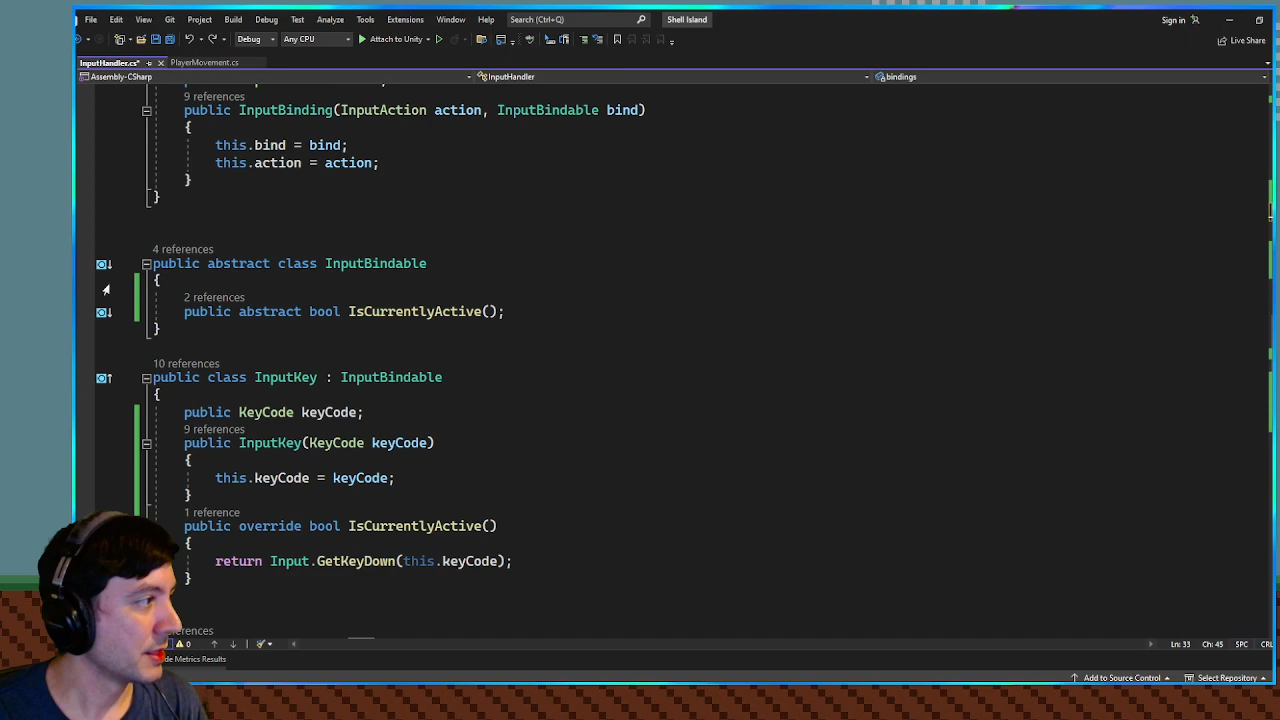 File Edit View Git Project Build Debug Test Analyze Tools Extensions Window Help Search (Ctrl+Q) Shell Island Sign in
Debug Any CPU Attach to Unity Live Share
InputHandler.cs* PlayerMovement.cs
Assembly-CSharp InputHandler bindings
9 references
public InputBinding(InputAction action, InputBindable bind)
{
this.bind = bind;
this.action = action;
}
}
4 references
public abstract class InputBindable
{
2 references
public abstract bool IsCurrentlyActive();
}
10 references
public class InputKey : InputBindable
{
public KeyCode keyCode;
9 references
public InputKey(KeyCode keyCode)
{
this.keyCode = keyCode;
}
1 reference
public override bool IsCurrentlyActive()
{
return Input.GetKeyDown(this.keyCode);
}
0 Ln: 33 Ch: 45 SPC
Metrics Results
Add to Source Control Select Repository